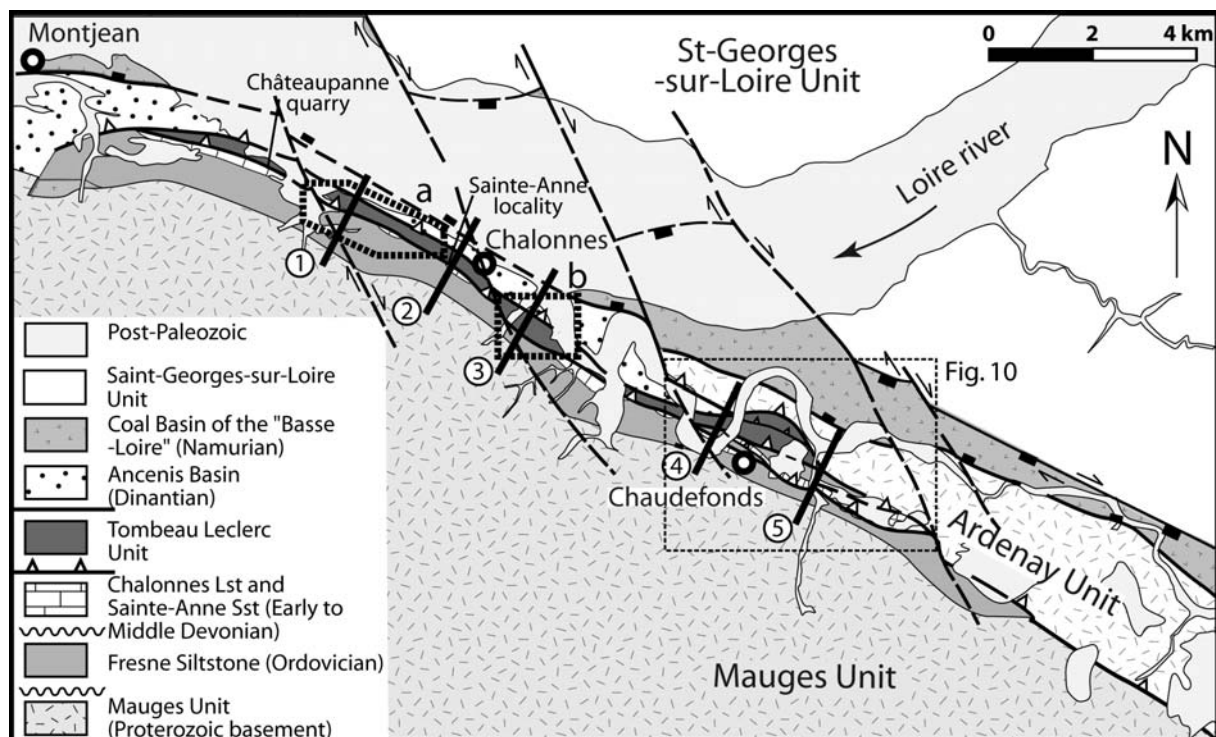 Montjean
Châteaupanne
quarry
St-Georges
-sur-Loire Unit
0 2 4 km
N
Loire river
a
Sainte-Anne
locality
Chalonnes
b
1
2
3
4
5
Fig. 10
Chaudefonds
Ardenay Unit
Mauges Unit
Post-Paleozoic
Saint-Georges-sur-Loire
Unit
Coal Basin of the "Basse
-Loire" (Namurian)
Ancenis Basin
(Dinantian)
Tombeau Leclerc
Unit
Chalonnes Lst and
Sainte-Anne Sst (Early to
Middle Devonian)
Fresne Siltstone (Ordovician)
Mauges Unit
(Proterozoic basement)